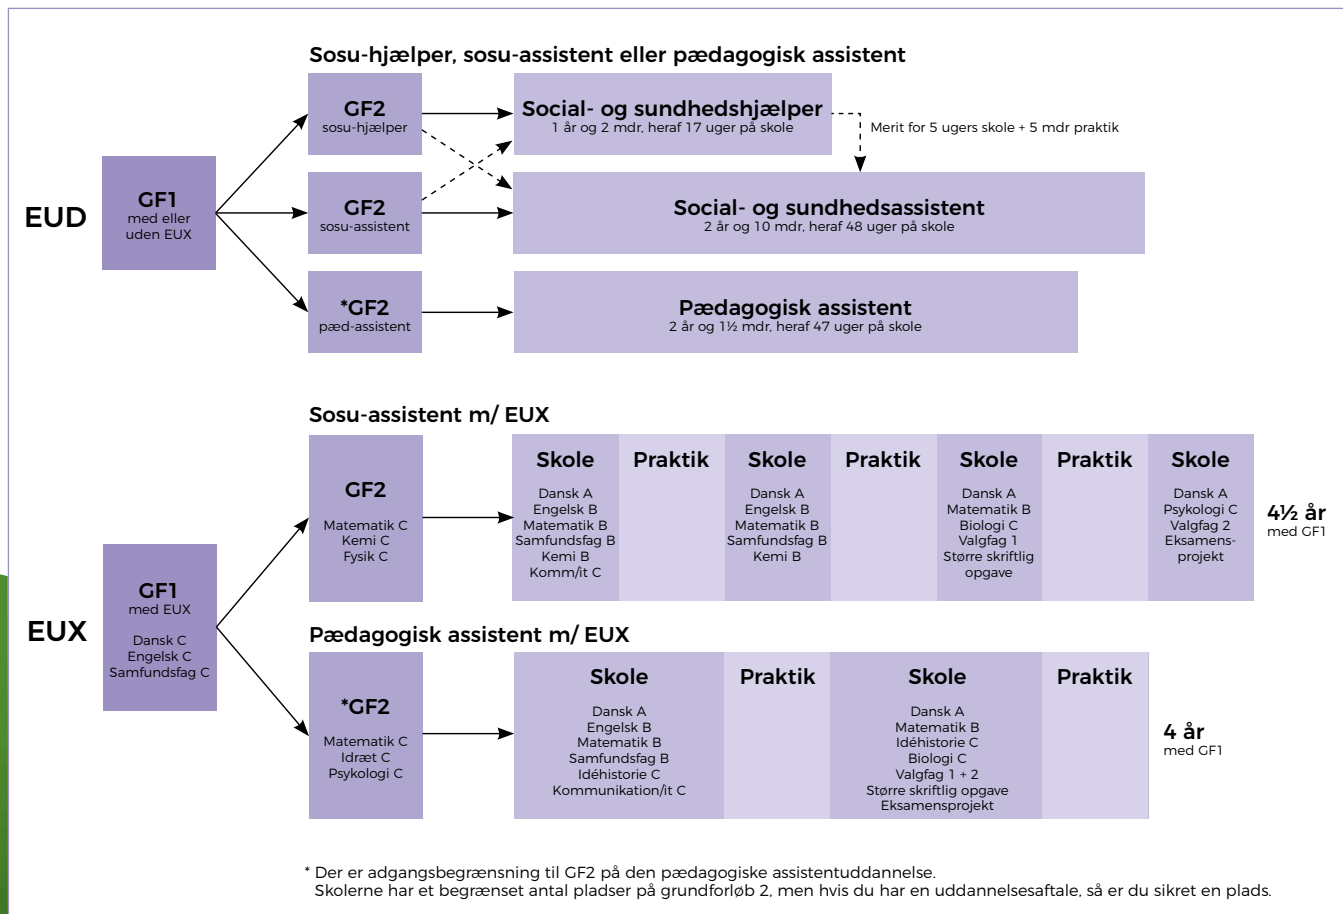 Sosu-hjælper, sosu-assistent eller pædagogisk assistent
EUD
GF1
med eller
uden EUX
GF2
sosu-hjælper
Social- og sundhedshjælper
1 år og 2 mdr, heraf 17 uger på skole
Merit for 5 ugers skole + 5 mdr praktik
GF2
sosu-assistent
Social- og sundhedsassistent
2 år og 10 mdr, heraf 48 uger på skole
*GF2
pæd-assistent
Pædagogisk assistent
2 år og 1½ mdr, heraf 47 uger på skole
EUX
GF1
med EUX
Dansk C
Engelsk C
Samfundsfag C
Sosu-assistent m/ EUX
GF2
Matematik C
Kemi C
Fysik C
Skole
Dansk A
Engelsk B
Matematik B
Samfundsfag B
Kemi B
Komm/it C
Praktik
Skole
Dansk A
Engelsk B
Matematik B
Samfundsfag B
Kemi B
Praktik
Skole
Dansk A
Matematik B
Biologi C
Valgfag 1
Større skriftlig
opgave
Praktik
Skole
Dansk A
Psykologi C
Valgfag 2
Eksamens-
projekt
4½ år
med GF1
Pædagogisk assistent m/ EUX
*GF2
Matematik C
Idræt C
Psykologi C
Skole
Dansk A
Engelsk B
Matematik B
Samfundsfag B
Idéhistorie C
Kommunikation/it C
Praktik
Skole
Dansk A
Matematik B
Idéhistorie C
Biologi C
Valgfag 1 + 2
Større skriftlig opgave
Eksamensprojekt
Praktik
4 år
med GF1
* Der er adgangsbegrænsning til GF2 på den pædagogiske assistentuddannelse.
Skolerne har et begrænset antal pladser på grundforløb 2, men hvis du har en uddannelsesaftale, så er du sikret en plads.